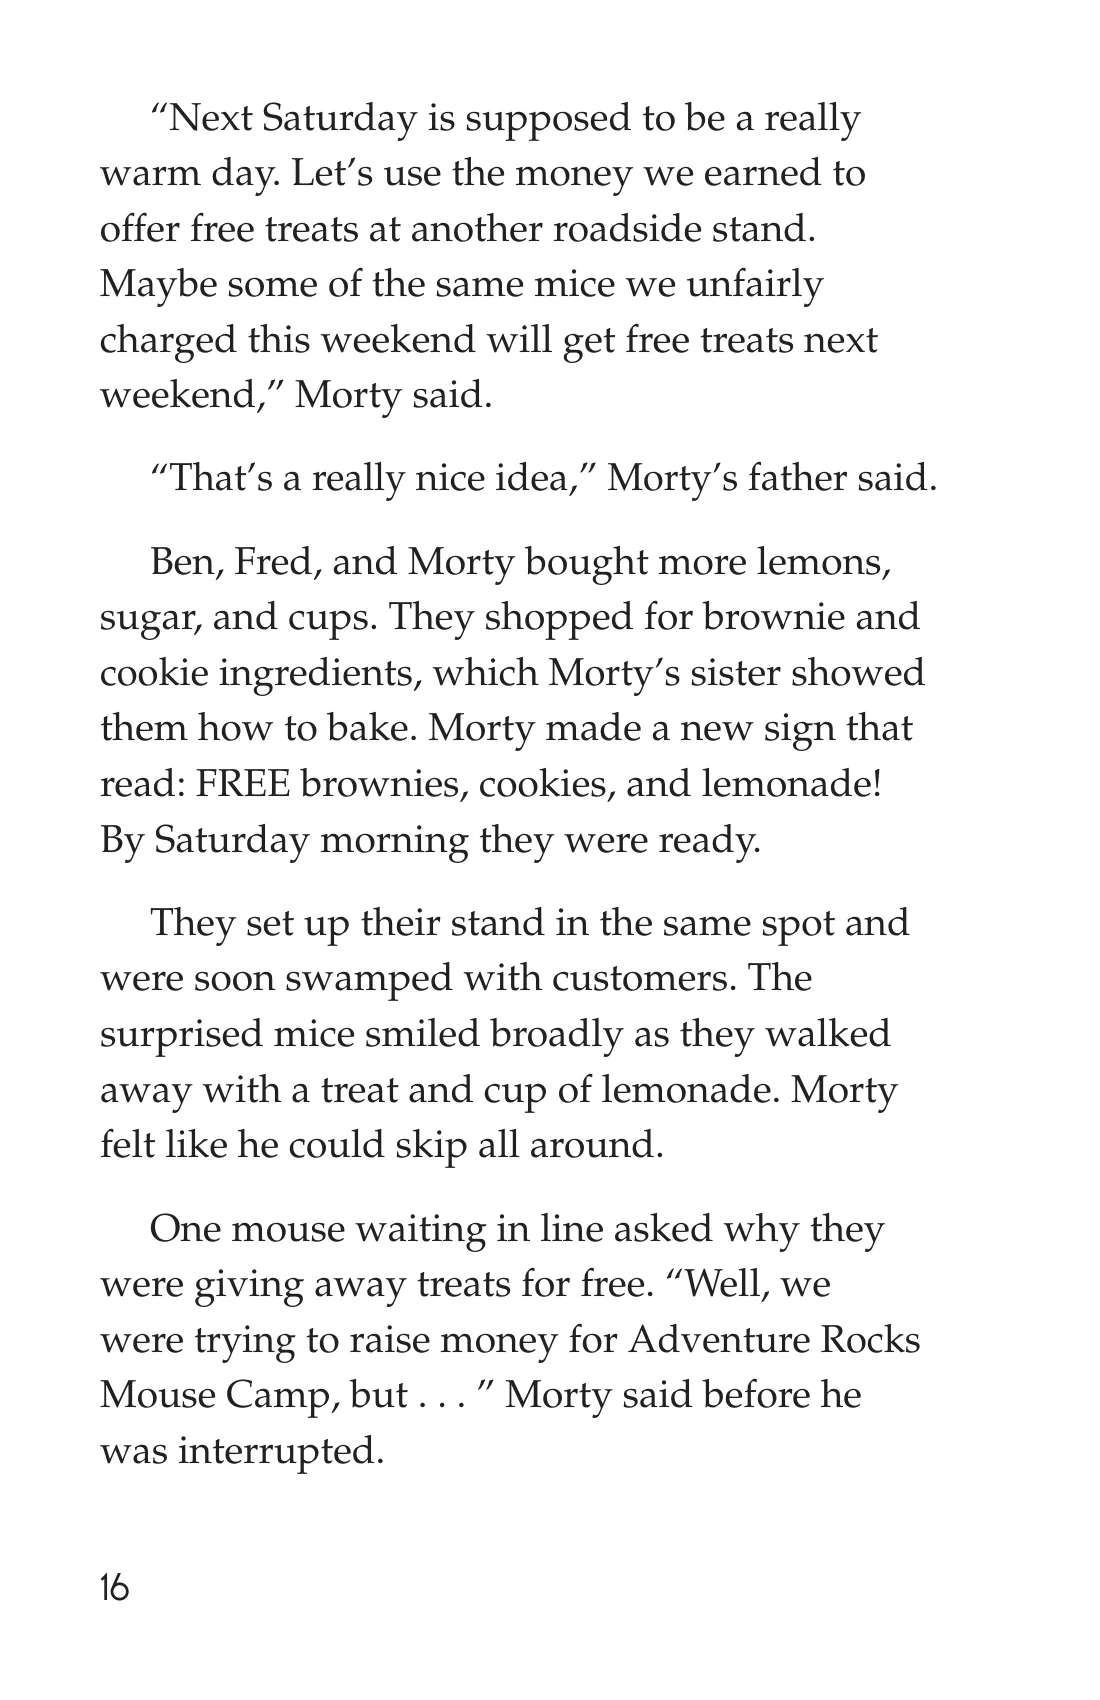 “Next Saturday is supposed to be a really
warm day. Let’s use the money we earned to
offer free treats at another roadside stand.
Maybe some of the same mice we unfairly
charged this weekend will get free treats next
weekend,” Morty said.
“That’s a really nice idea,” Morty’s father said.
Ben, Fred, and Morty bought more lemons,
sugar, and cups. They shopped for brownie and
cookie ingredients, which Morty’s sister showed
them how to bake. Morty made a new sign that
read: FREE brownies, cookies, and lemonade!
By Saturday morning they were ready.
They set up their stand in the same spot and
were soon swamped with customers. The
surprised mice smiled broadly as they walked
away with a treat and cup of lemonade. Morty
felt like he could skip all around.
One mouse waiting in line asked why they
were giving away treats for free. “Well, we
were trying to raise money for Adventure Rocks
Mouse Camp, but . . . ” Morty said before he
was interrupted.
16